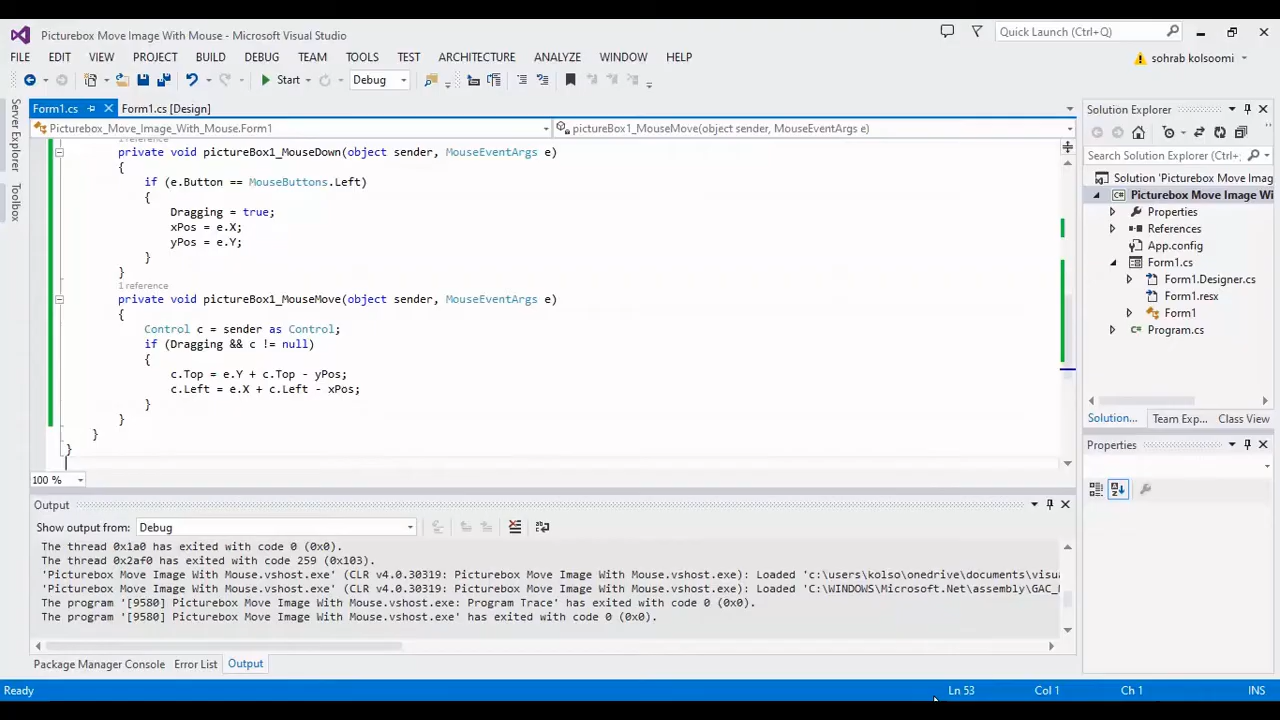 Picturebox Move Image With Mouse - Microsoft Visual Studio
Quick Launch (Ctrl+Q)
FILE EDIT VIEW PROJECT BUILD DEBUG TEAM TOOLS TEST ARCHITECTURE ANALYZE WINDOW HELP
sohrab kolsoomi
Start Debug
Server Explorer
Toolbox
Form1.cs Form1.cs [Design]
Picturebox_Move_Image_With_Mouse.Form1
pictureBox1_MouseMove(object sender, MouseEventArgs e)
private void pictureBox1_MouseDown(object sender, MouseEventArgs e)
{
if (e.Button == MouseButtons.Left)
{
Dragging = true;
xPos = e.X;
yPos = e.Y;
}
}
1 reference
private void pictureBox1_MouseMove(object sender, MouseEventArgs e)
{
Control c = sender as Control;
if (Dragging && c != null)
{
c.Top = e.Y + c.Top - yPos;
c.Left = e.X + c.Left - xPos;
}
}
}
}
100 %
Output
Show output from: Debug
The thread 0x1a0 has exited with code 0 (0x0).
The thread 0x2af0 has exited with code 259 (0x103).
'Picturebox Move Image With Mouse.vshost.exe' (CLR v4.0.30319: Picturebox Move Image With Mouse.vshost.exe): Loaded 'c:\users\kolso\onedrive\documents\visua
'Picturebox Move Image With Mouse.vshost.exe' (CLR v4.0.30319: Picturebox Move Image With Mouse.vshost.exe): Loaded 'C:\WINDOWS\Microsoft.Net\assembly\GAC_
The program '[9580] Picturebox Move Image With Mouse.vshost.exe: Program Trace' has exited with code 0 (0x0).
The program '[9580] Picturebox Move Image With Mouse.vshost.exe' has exited with code 0 (0x0).
Package Manager Console Error List Output
Solution Explorer
Search Solution Explorer (Ctrl+;
Solution 'Picturebox Move Imag
Picturebox Move Image Wi
Properties
References
App.config
Form1.cs
Form1.Designer.cs
Form1.resx
Form1
Program.cs
Solution... Team Exp... Class View
Properties
Ready
Ln 53 Col 1 Ch 1 INS